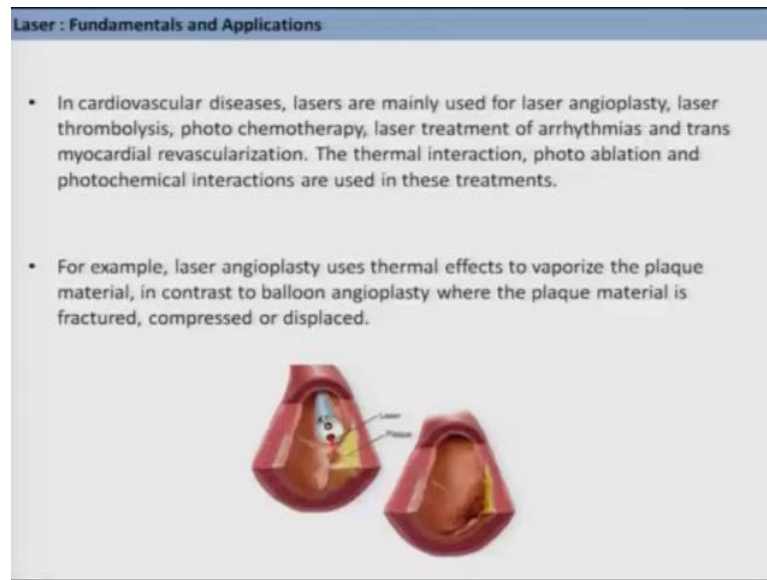 Laser : Fundamentals and Applications
• In cardiovascular diseases, lasers are mainly used for laser angioplasty, laser
thrombolysis, photo chemotherapy, laser treatment of arrhythmias and trans
myocardial revascularization. The thermal interaction, photo ablation and
photochemical interactions are used in these treatments.
• For example, laser angioplasty uses thermal effects to vaporize the plaque
material, in contrast to balloon angioplasty where the plaque material is
fractured, compressed or displaced.
Laser
Plaque